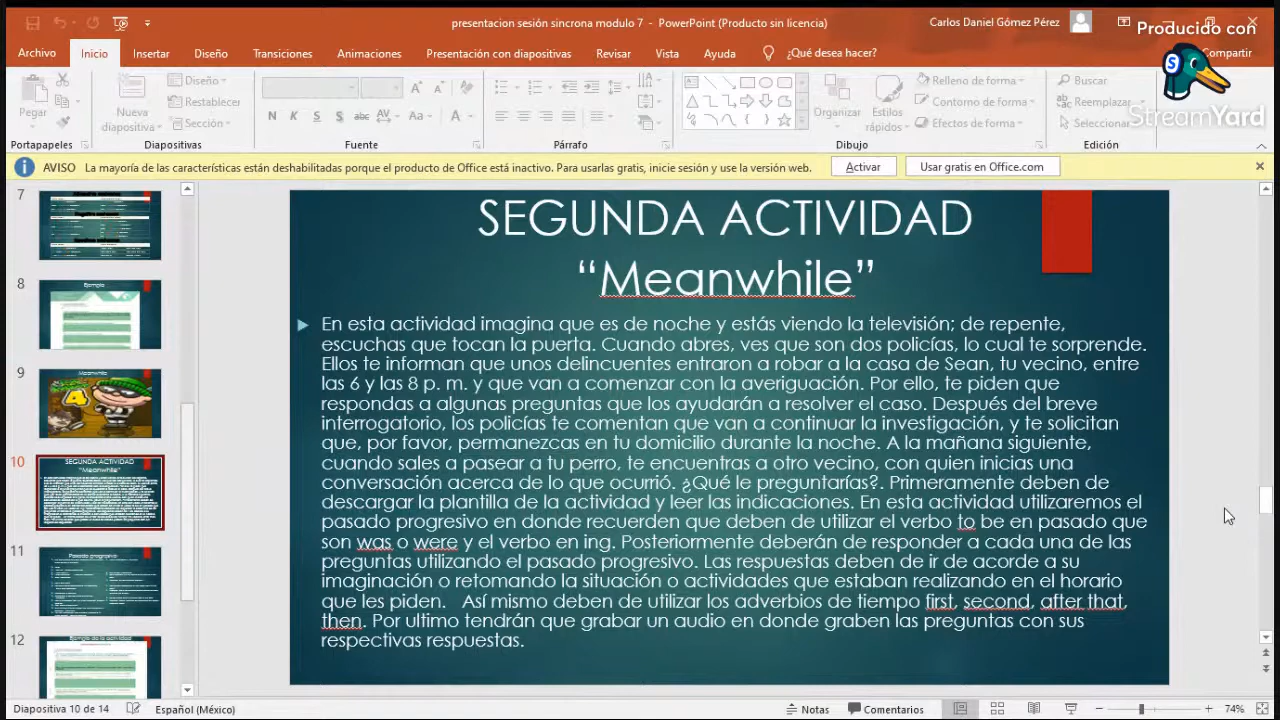 presentacion sesión sincrona modulo 7 - PowerPoint (Producto sin licencia)
Carlos Daniel Gómez Pérez
Producido con
StreamYard
Archivo Inicio Insertar Diseño Transiciones Animaciones Presentación con diapositivas Revisar Vista Ayuda ¿Qué desea hacer? Compartir
Pegar
Nueva
diapositiva
Diseño
Restablecer
Sección
N K S S abc AV Aa A
Organizar
Estilos
rápidos
Relleno de forma
Contorno de forma
Efectos de forma
Buscar
Reemplazar
Seleccionar
Portapapeles Diapositivas Fuente Párrafo Dibujo Edición
AVISO La mayoría de las características están deshabilitadas porque el producto de Office está inactivo. Para usarlas gratis, inicie sesión y use la versión web. Activar Usar gratis en Office.com
7
8
Ejemplo
9
Meanwhile
4
10
SEGUNDA ACTIVIDAD
"Meanwhile"
11
Pasado progresivo
12
Ejemplo de la actividad
SEGUNDA ACTIVIDAD
“Meanwhile”
En esta actividad imagina que es de noche y estás viendo la televisión; de repente,
escuchas que tocan la puerta. Cuando abres, ves que son dos policías, lo cual te sorprende.
Ellos te informan que unos delincuentes entraron a robar a la casa de Sean, tu vecino, entre
las 6 y las 8 p. m. y que van a comenzar con la averiguación. Por ello, te piden que
respondas a algunas preguntas que los ayudarán a resolver el caso. Después del breve
interrogatorio, los policías te comentan que van a continuar la investigación, y te solicitan
que, por favor, permanezcas en tu domicilio durante la noche. A la mañana siguiente,
cuando sales a pasear a tu perro, te encuentras a otro vecino, con quien inicias una
conversación acerca de lo que ocurrió. ¿Qué le preguntarías?. Primeramente deben de
descargar la plantilla de la actividad y leer las indicaciones. En esta actividad utilizaremos el
pasado progresivo en donde recuerden que deben de utilizar el verbo to be en pasado que
son was o were y el verbo en ing. Posteriormente deberán de responder a cada una de las
preguntas utilizando el pasado progresivo. Las respuestas deben de ir de acorde a su
imaginación o retomando la situación o actividades que estaban realizando en el horario
que les piden. Así mismo deben de utilizar los adverbios de tiempo first, second, after that,
then. Por ultimo tendrán que grabar un audio en donde graben las preguntas con sus
respectivas respuestas.
Diapositiva 10 de 14 Español (México) Notas Comentarios 74%